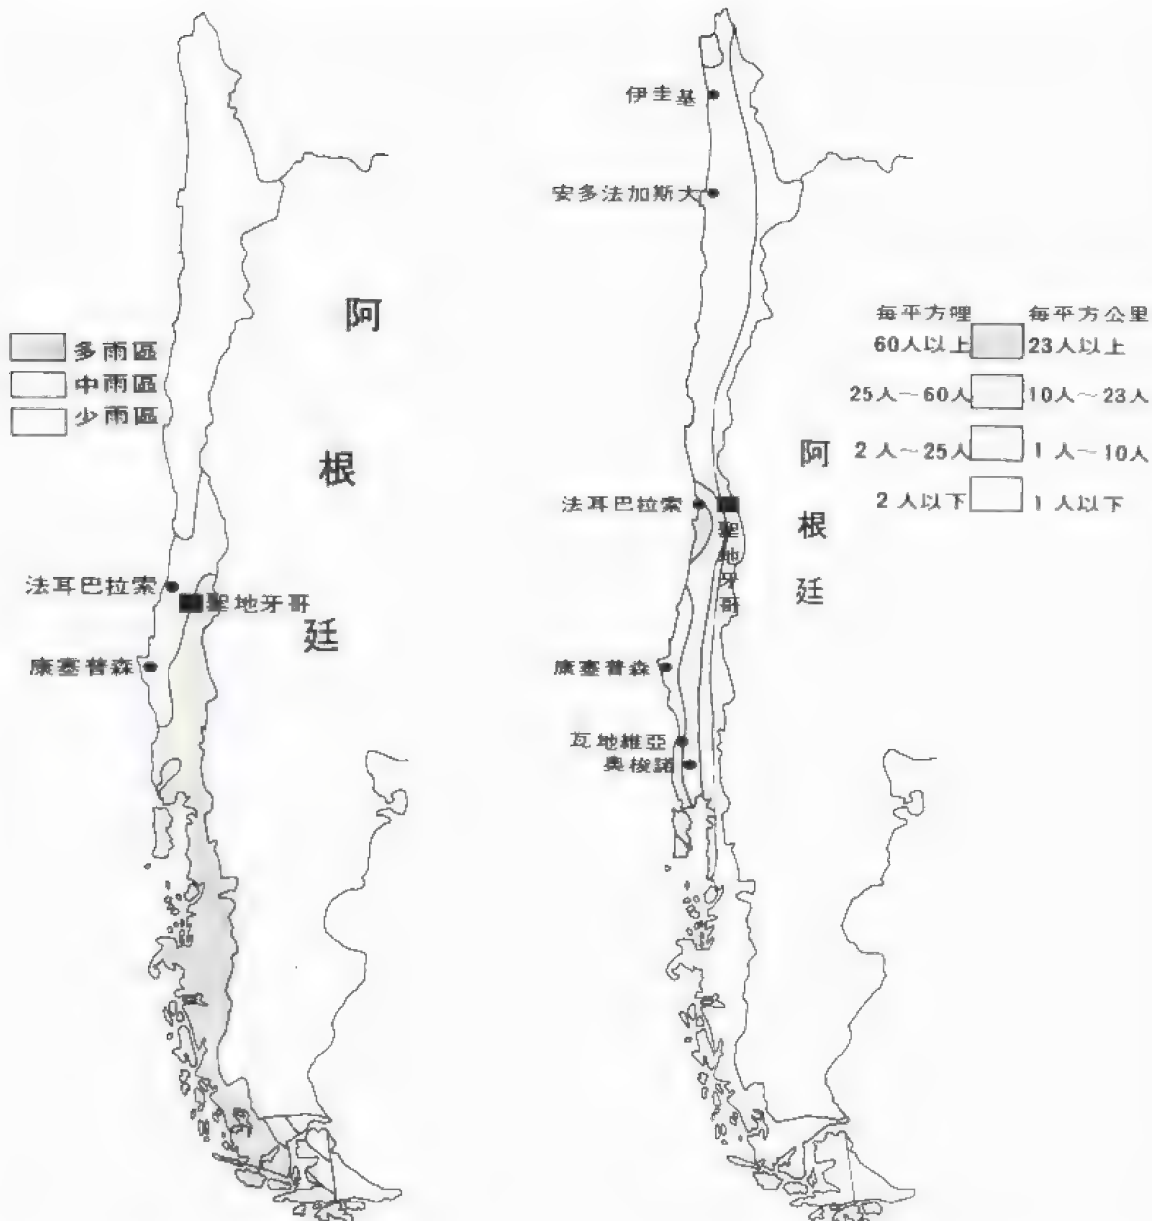 多雨區
中雨區
少雨區
阿
根
廷
法耳巴拉索
聖地牙哥
康塞普森
伊圭基
安多法加斯大
法耳巴拉索
聖地牙哥
康塞普森
瓦地維亞
奧梭諾
阿
根
廷
每平方哩 每平方公里
60人以上 23人以上
25人～60人 10人～23人
2人～25人 1人～10人
2人以下 1人以下